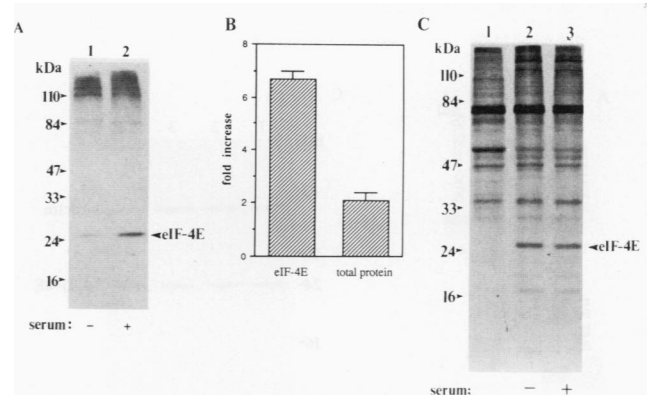 A
1 2
kDa
110
84
47
33
24
16
eIF-4E
serum: - +
B
8
6
4
2
0
fold increase
eIF-4E total protein
C
1 2 3
kDa
110
84
47
33
24
16
eIF-4E
serum: - +